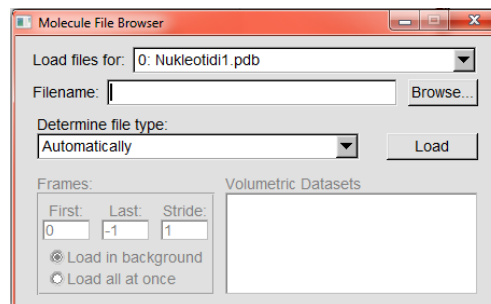 Molecule File Browser
Load files for: 0: Nukleotidi1.pdb
Filename: Browse...
Determine file type:
Automatically Load
Frames: Volumetric Datasets
First: Last: Stride:
0 -1 1
Load in background
Load all at once